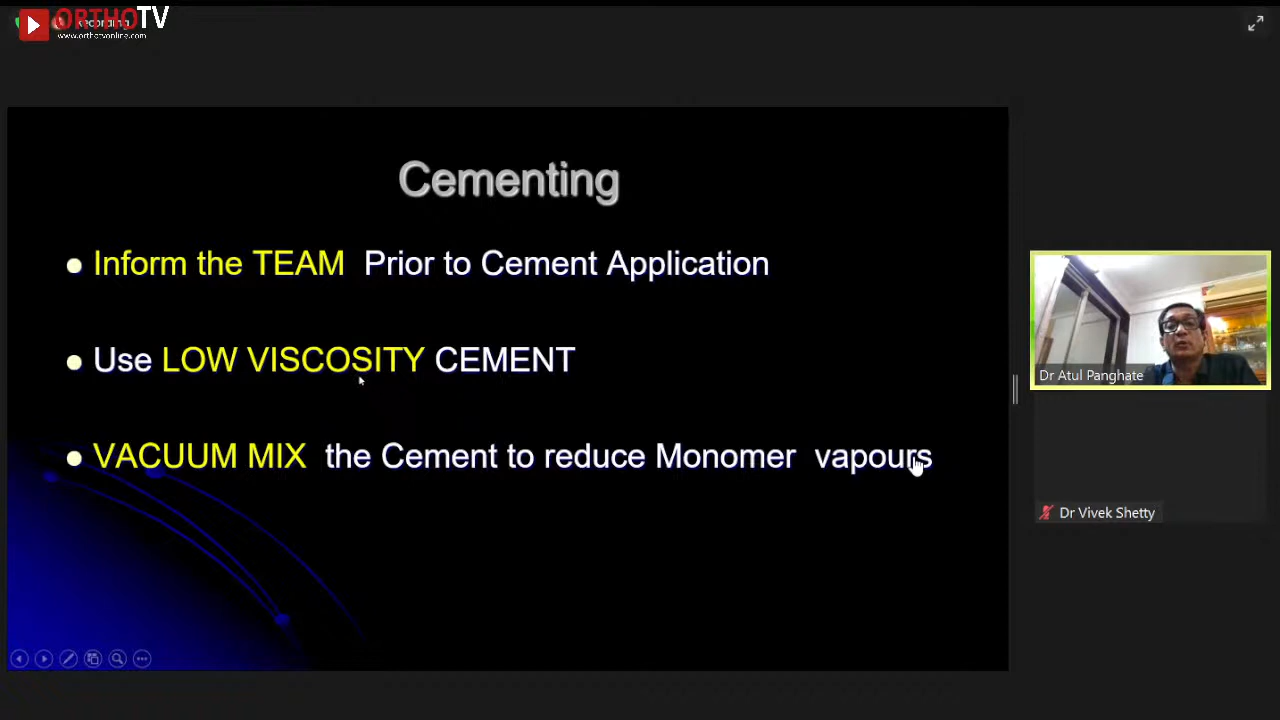 ORTHOTV
Recording
www.orthotvonline.com
Cementing
Inform the TEAM Prior to Cement Application
Use LOW VISCOSITY CEMENT
VACUUM MIX the Cement to reduce Monomer vapours
Dr Atul Panghate
Dr Vivek Shetty